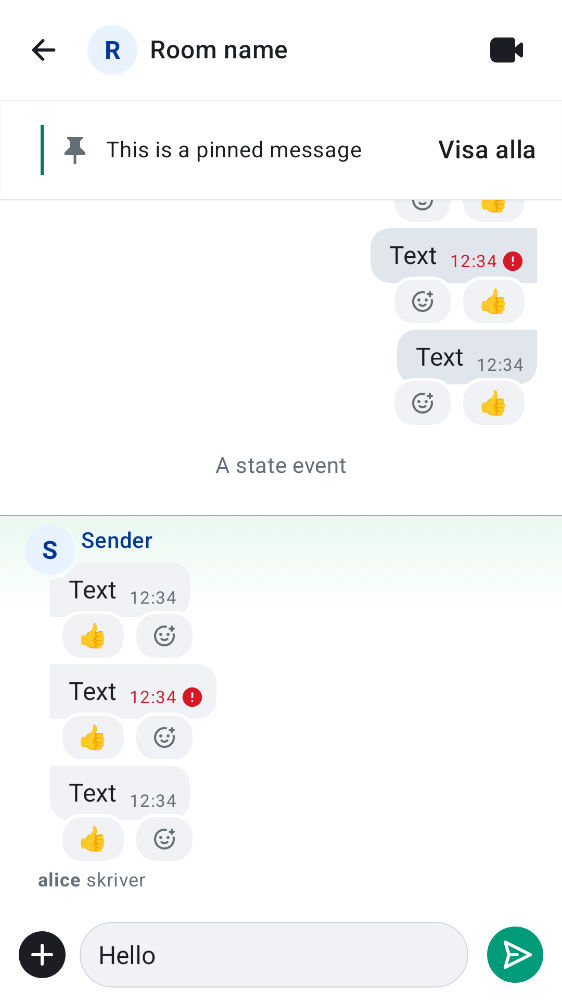 R Room name
This is a pinned message Visa alla
Text 12:34
Text 12:34
A state event
S Sender
Text 12:34
Text 12:34
Text 12:34
alice skriver
Hello